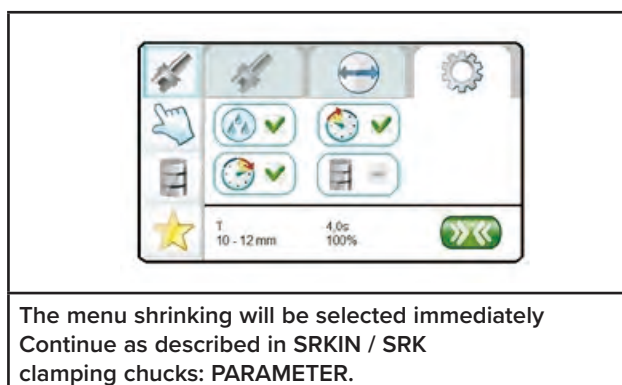 T
10 - 12 mm
4,0s
100%
The menu shrinking will be selected immediately
Continue as described in SRKIN / SRK
clamping chucks: PARAMETER.